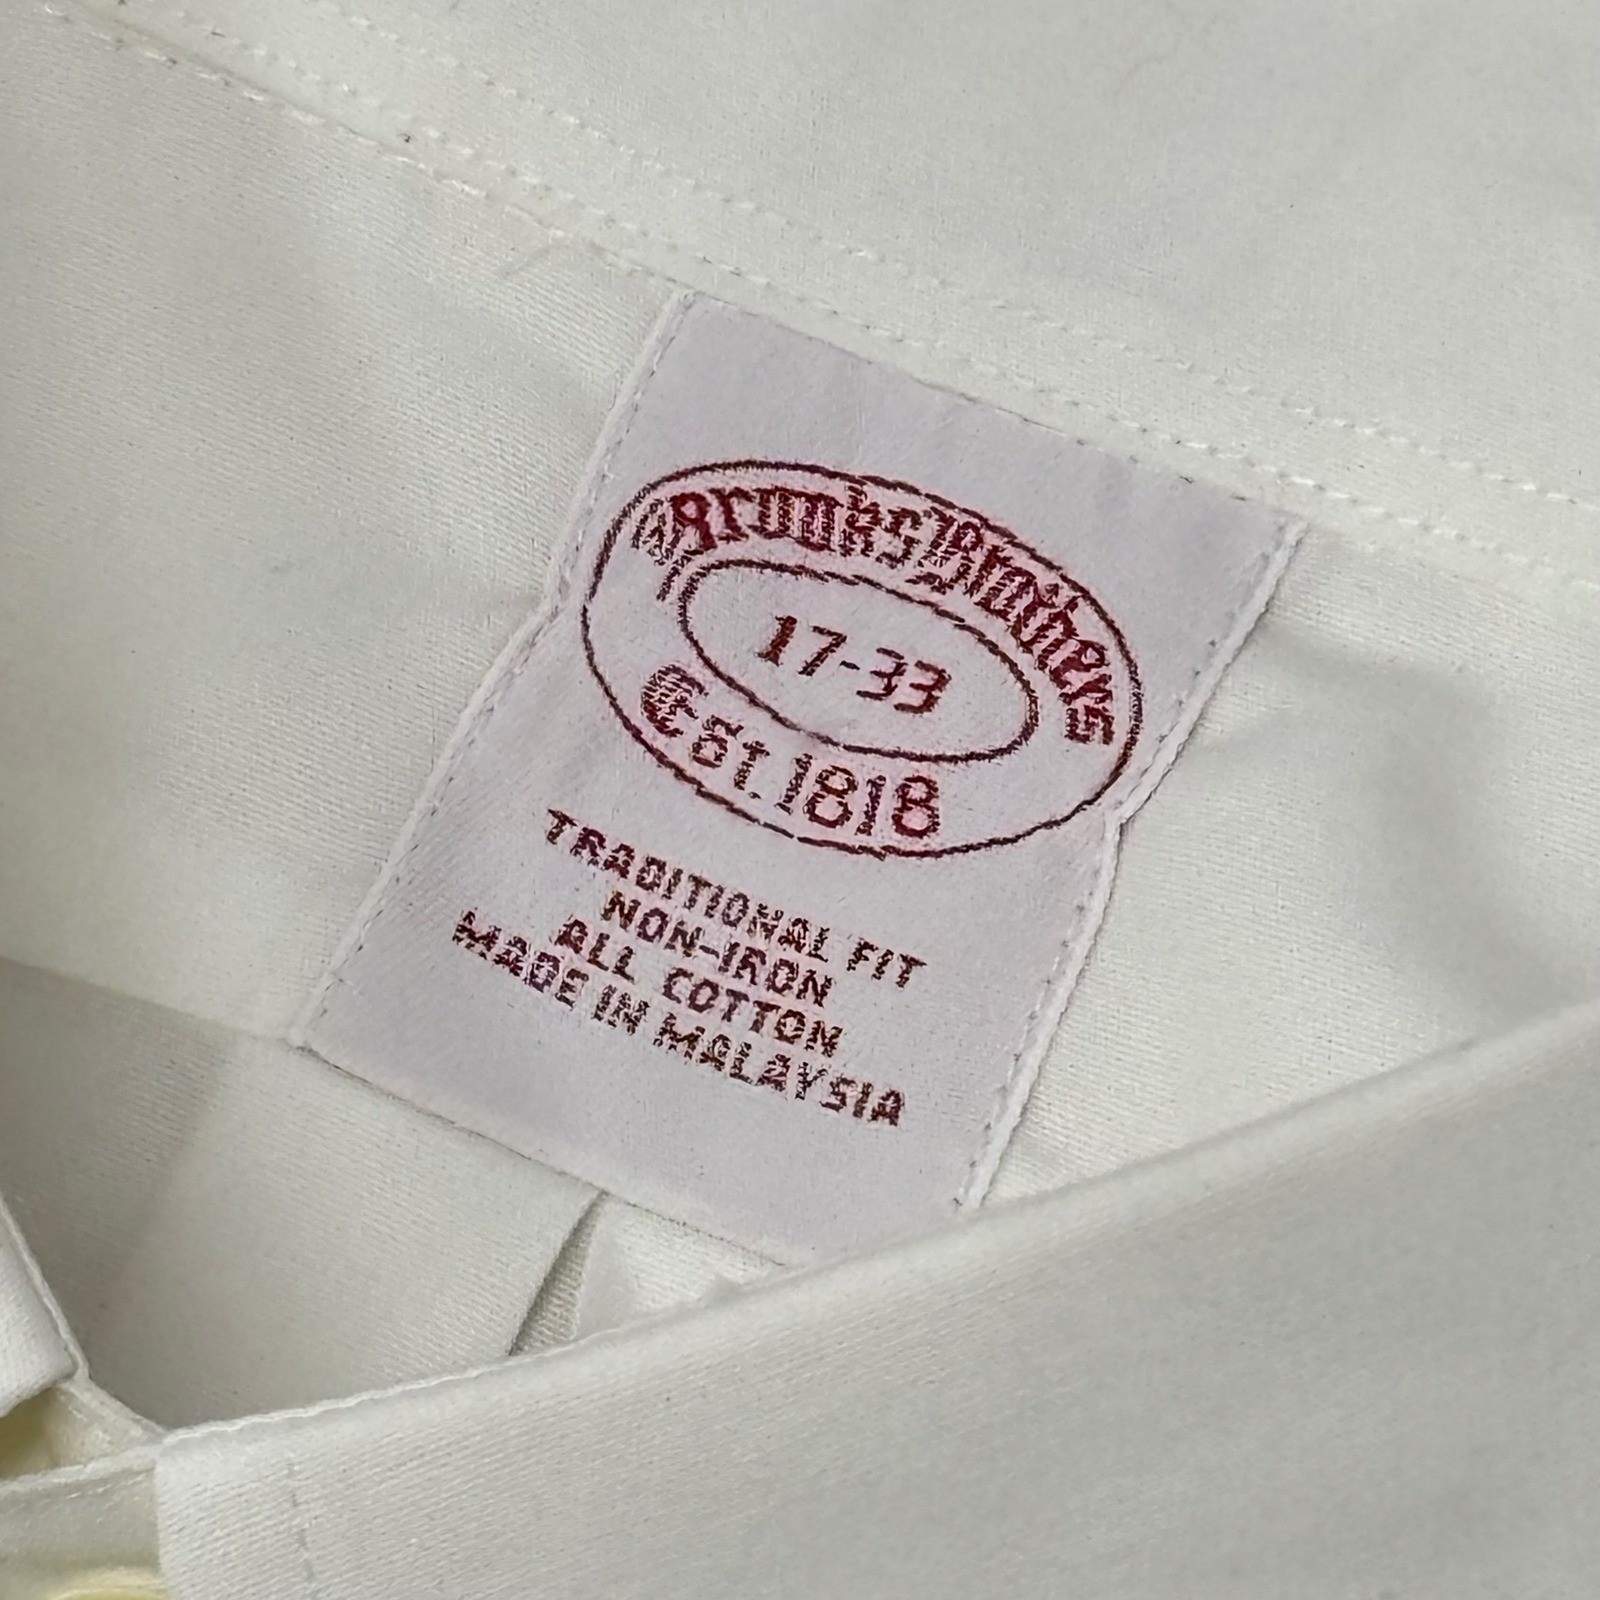 Brooks Brothers
17-33
Est. 1818
TRADITIONAL FIT
NON-IRON
ALL COTTON
MADE IN MALAYSIA